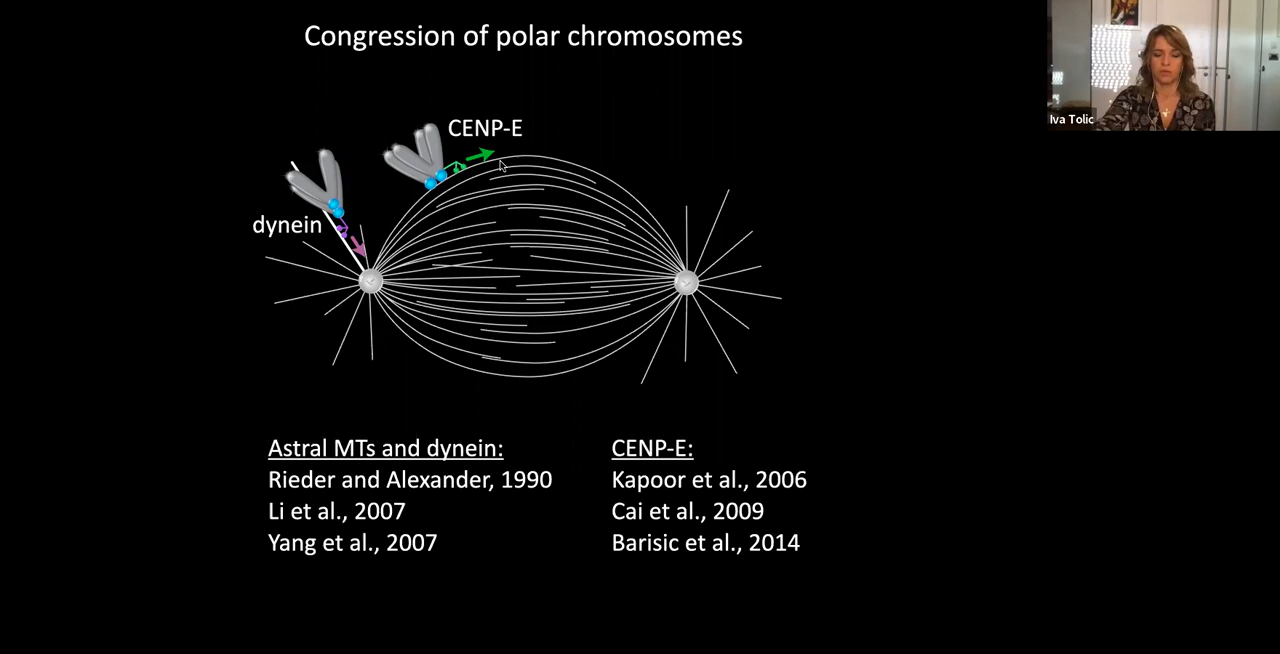 Congression of polar chromosomes
Iva Tolic
CENP-E
dynein
Astral MTs and dynein:
Rieder and Alexander, 1990
Li et al., 2007
Yang et al., 2007
CENP-E:
Kapoor et al., 2006
Cai et al., 2009
Barisic et al., 2014